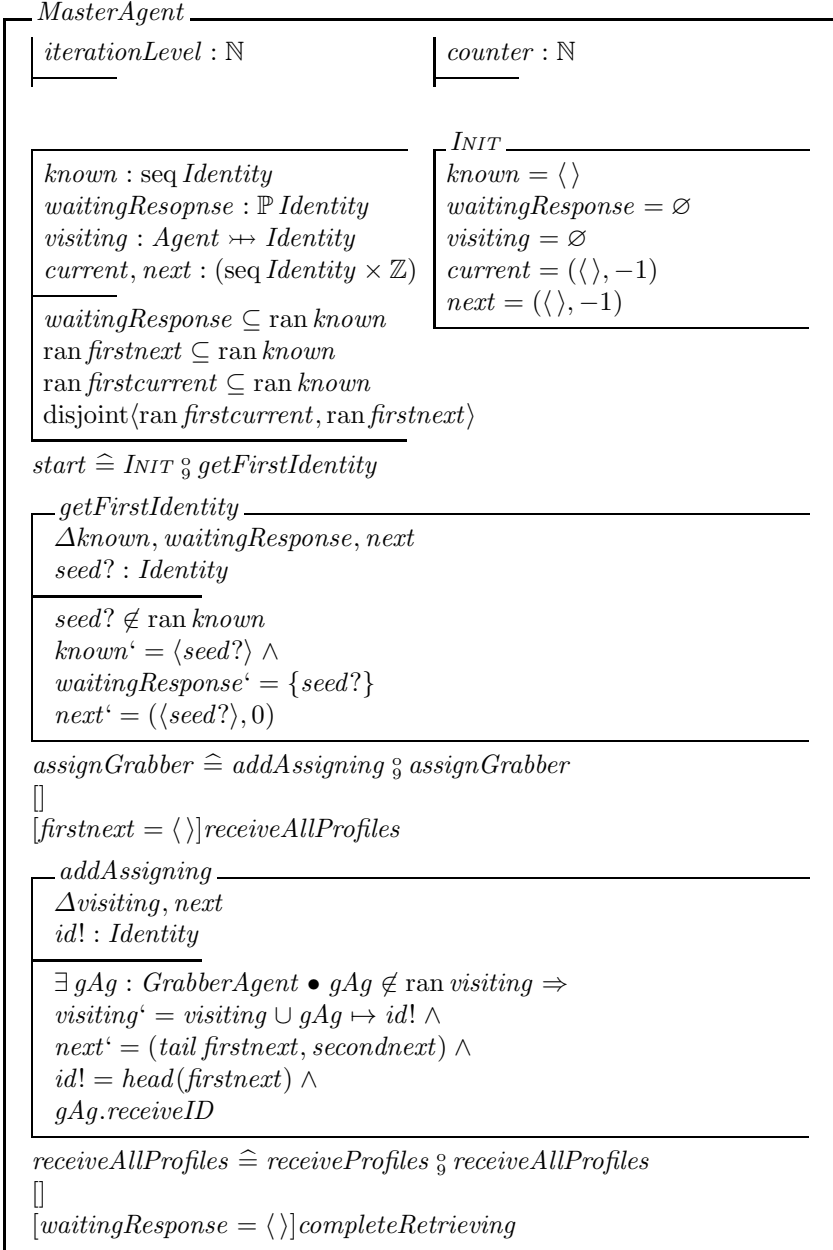 MasterAgent
iterationLevel : ℕ
counter : ℕ
known : seq Identity
waitingResopnse : ℙ Identity
visiting : Agent ⤔ Identity
current, next : (seq Identity × ℤ)
waitingResponse ⊆ ran known
ran firstnext ⊆ ran known
ran firstcurrent ⊆ ran known
disjoint⟨ran firstcurrent, ran firstnext⟩
INIT
known = ⟨ ⟩
waitingResponse = ∅
visiting = ∅
current = (⟨ ⟩, −1)
next = (⟨ ⟩, −1)
start ≙ INIT ⨟ getFirstIdentity
getFirstIdentity
Δknown, waitingResponse, next
seed? : Identity
seed? ∉ ran known
known‘ = ⟨seed?⟩ ∧
waitingResponse‘ = {seed?}
next‘ = (⟨seed?⟩, 0)
assignGrabber ≙ addAssigning ⨟ assignGrabber
[]
[firstnext = ⟨ ⟩]receiveAllProfiles
addAssigning
Δvisiting, next
id! : Identity
∃ gAg : GrabberAgent • gAg ∉ ran visiting ⇒
visiting‘ = visiting ∪ gAg ↦ id! ∧
next‘ = (tail firstnext, secondnext) ∧
id! = head(firstnext) ∧
gAg.receiveID
receiveAllProfiles ≙ receiveProfiles ⨟ receiveAllProfiles
[]
[waitingResponse = ⟨ ⟩]completeRetrieving